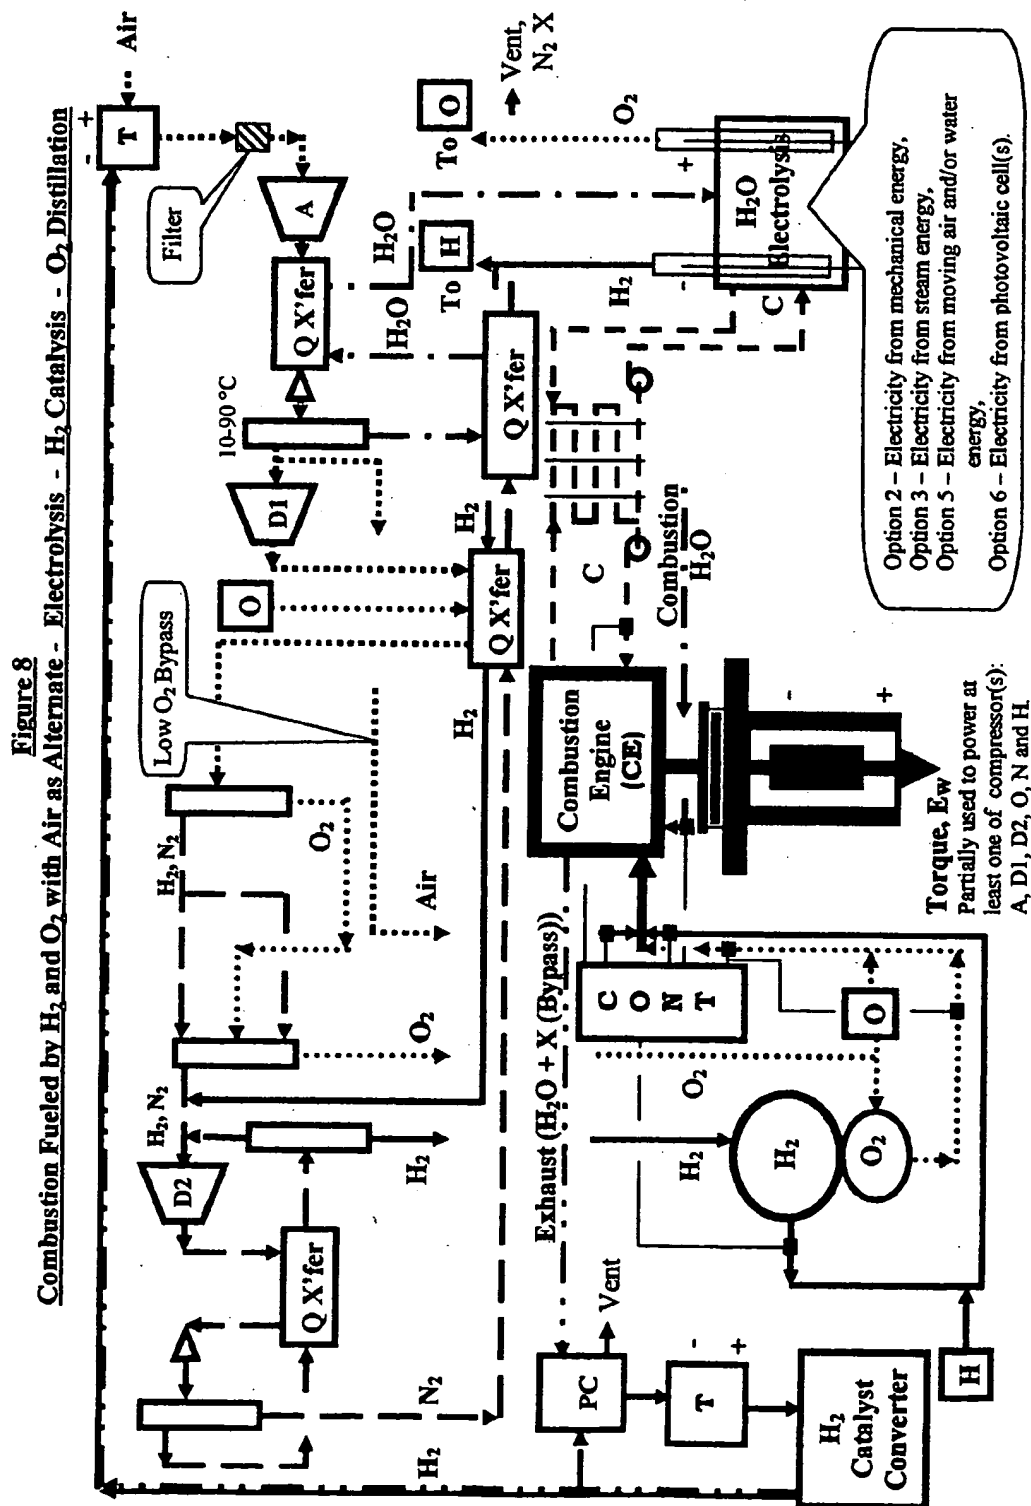 Figure 8
Combustion Fueled by H2 and O2 with Air as Alternate - Electrolysis - H2 Catalysis - O2 Distillation
- +
T
Air
Filter
A
Q X'fer
H2O
H2O
10-90 °C
D1
To H
To O
Vent,
N2 X
O2
H2
- +
H2O
Electrolysis
C
Q X'fer
H2
Q X'fer
O
Low O2 Bypass
H2, N2
O2
Air
H2
H2, N2
O2
D2
H2
Q X'fer
N2
H2
C
Combustion
H2O
Combustion
Engine
(CE)
Exhaust (H2O + X (Bypass))
C
O
N
T
O2
O
H2
H2
O2
PC
Vent
T
- +
H2
Catalyst
Converter
H
- +
Torque, Ew
Partially used to power at
least one of compressor(s):
A, D1, D2, O, N and H.
Option 2 – Electricity from mechanical energy,
Option 3 – Electricity from steam energy,
Option 5 – Electricity from moving air and/or water
energy,
Option 6 – Electricity from photovoltaic cell(s).